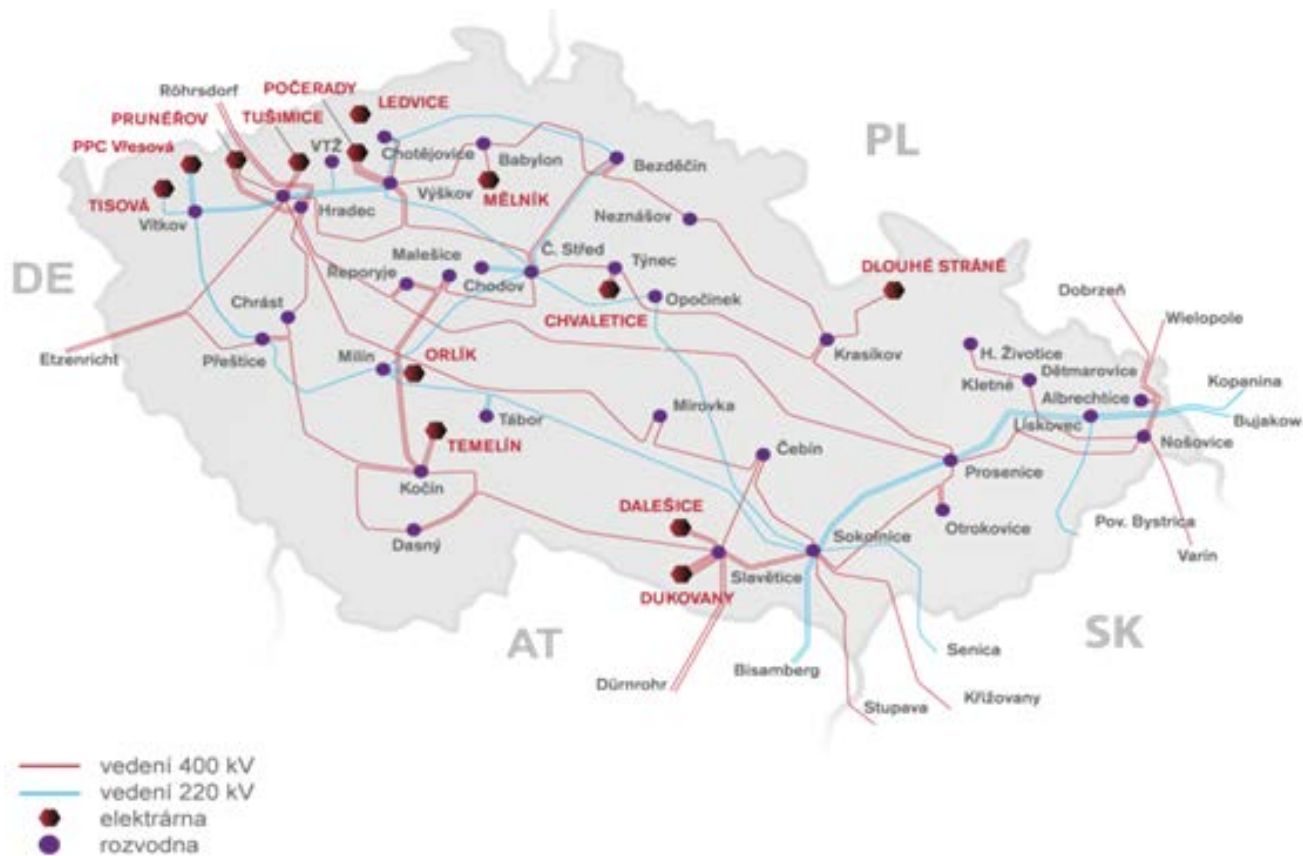 Röhrsdorf
POČERADY
LEDVICE
PRUNÉŘOV
TUŠIMICE
PPC Vřesová
VTŽ
Chotějovice
Babylon
Bezděčín
PL
TISOVÁ
Výškov
MĚLNÍK
Vítkov
Hradec
Neznášov
Malešice
Č. Střed
Týnec
DE
Řeporyje
Chodov
DLOUHÉ STRÁNĚ
Dobrzeň
Chrást
Opočínek
CHVALETICE
Wielopole
Etzenricht
Přeštice
Milín
ORLÍK
Krasíkov
H. Životice
Kletné
Dětmarovice
Kopanina
Albrechtice
Tábor
Mírovka
Lískovec
Bujakow
TEMELÍN
Čebín
Nošovice
Kočín
Prosenice
DALEŠICE
Otrokovice
Pov. Bystrica
Dasný
Sokolnice
Varín
Slavětice
DUKOVANY
AT
SK
Senica
Bisamberg
Dürnrohr
Křižovany
Stupava
vedení 400 kV
vedení 220 kV
elektrárna
rozvodna